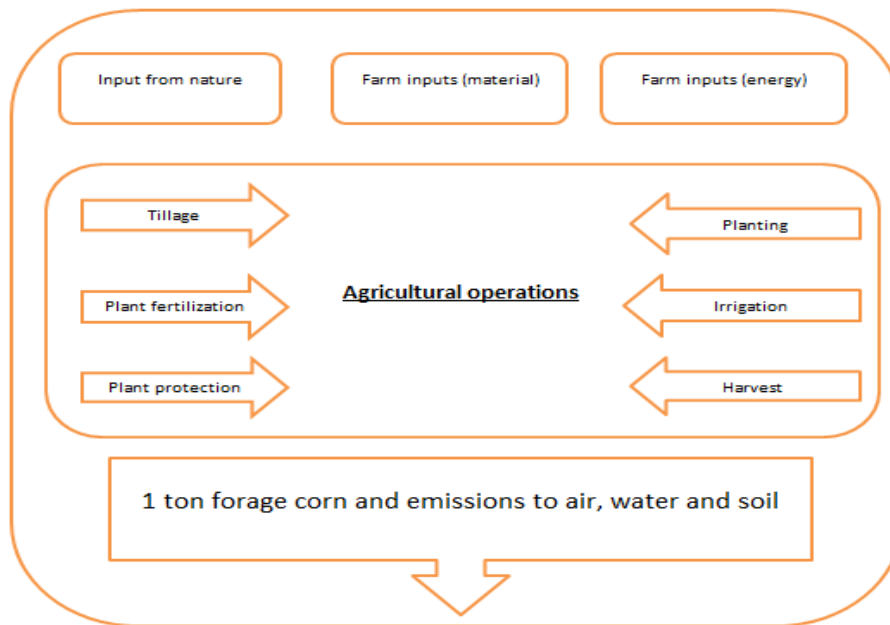 Input from nature
Farm inputs (material)
Farm inputs (energy)
Tillage
Planting
Agricultural operations
Plant fertilization
Irrigation
Plant protection
Harvest
1 ton forage corn and emissions to air, water and soil